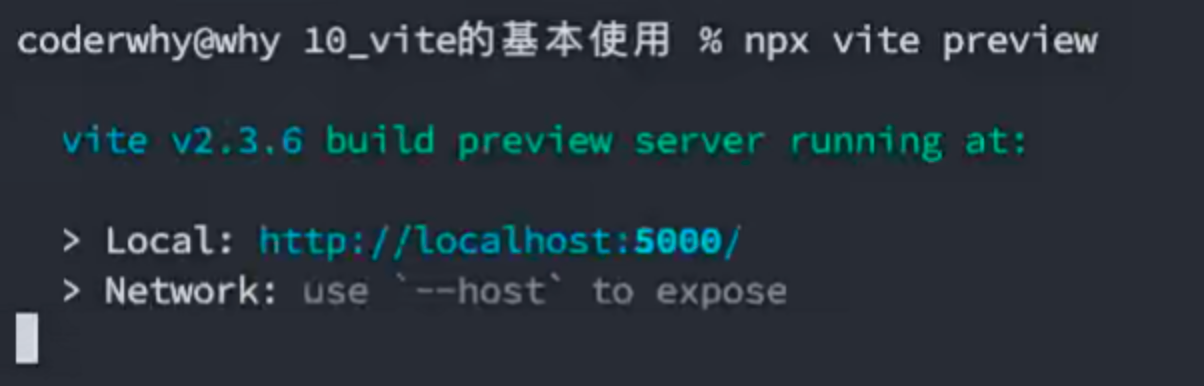 coderwhy@why 10_vite的基本使用 % npx vite preview
vite v2.3.6 build preview server running at:
> Local: http://localhost:5000/
> Network: use `--host` to expose